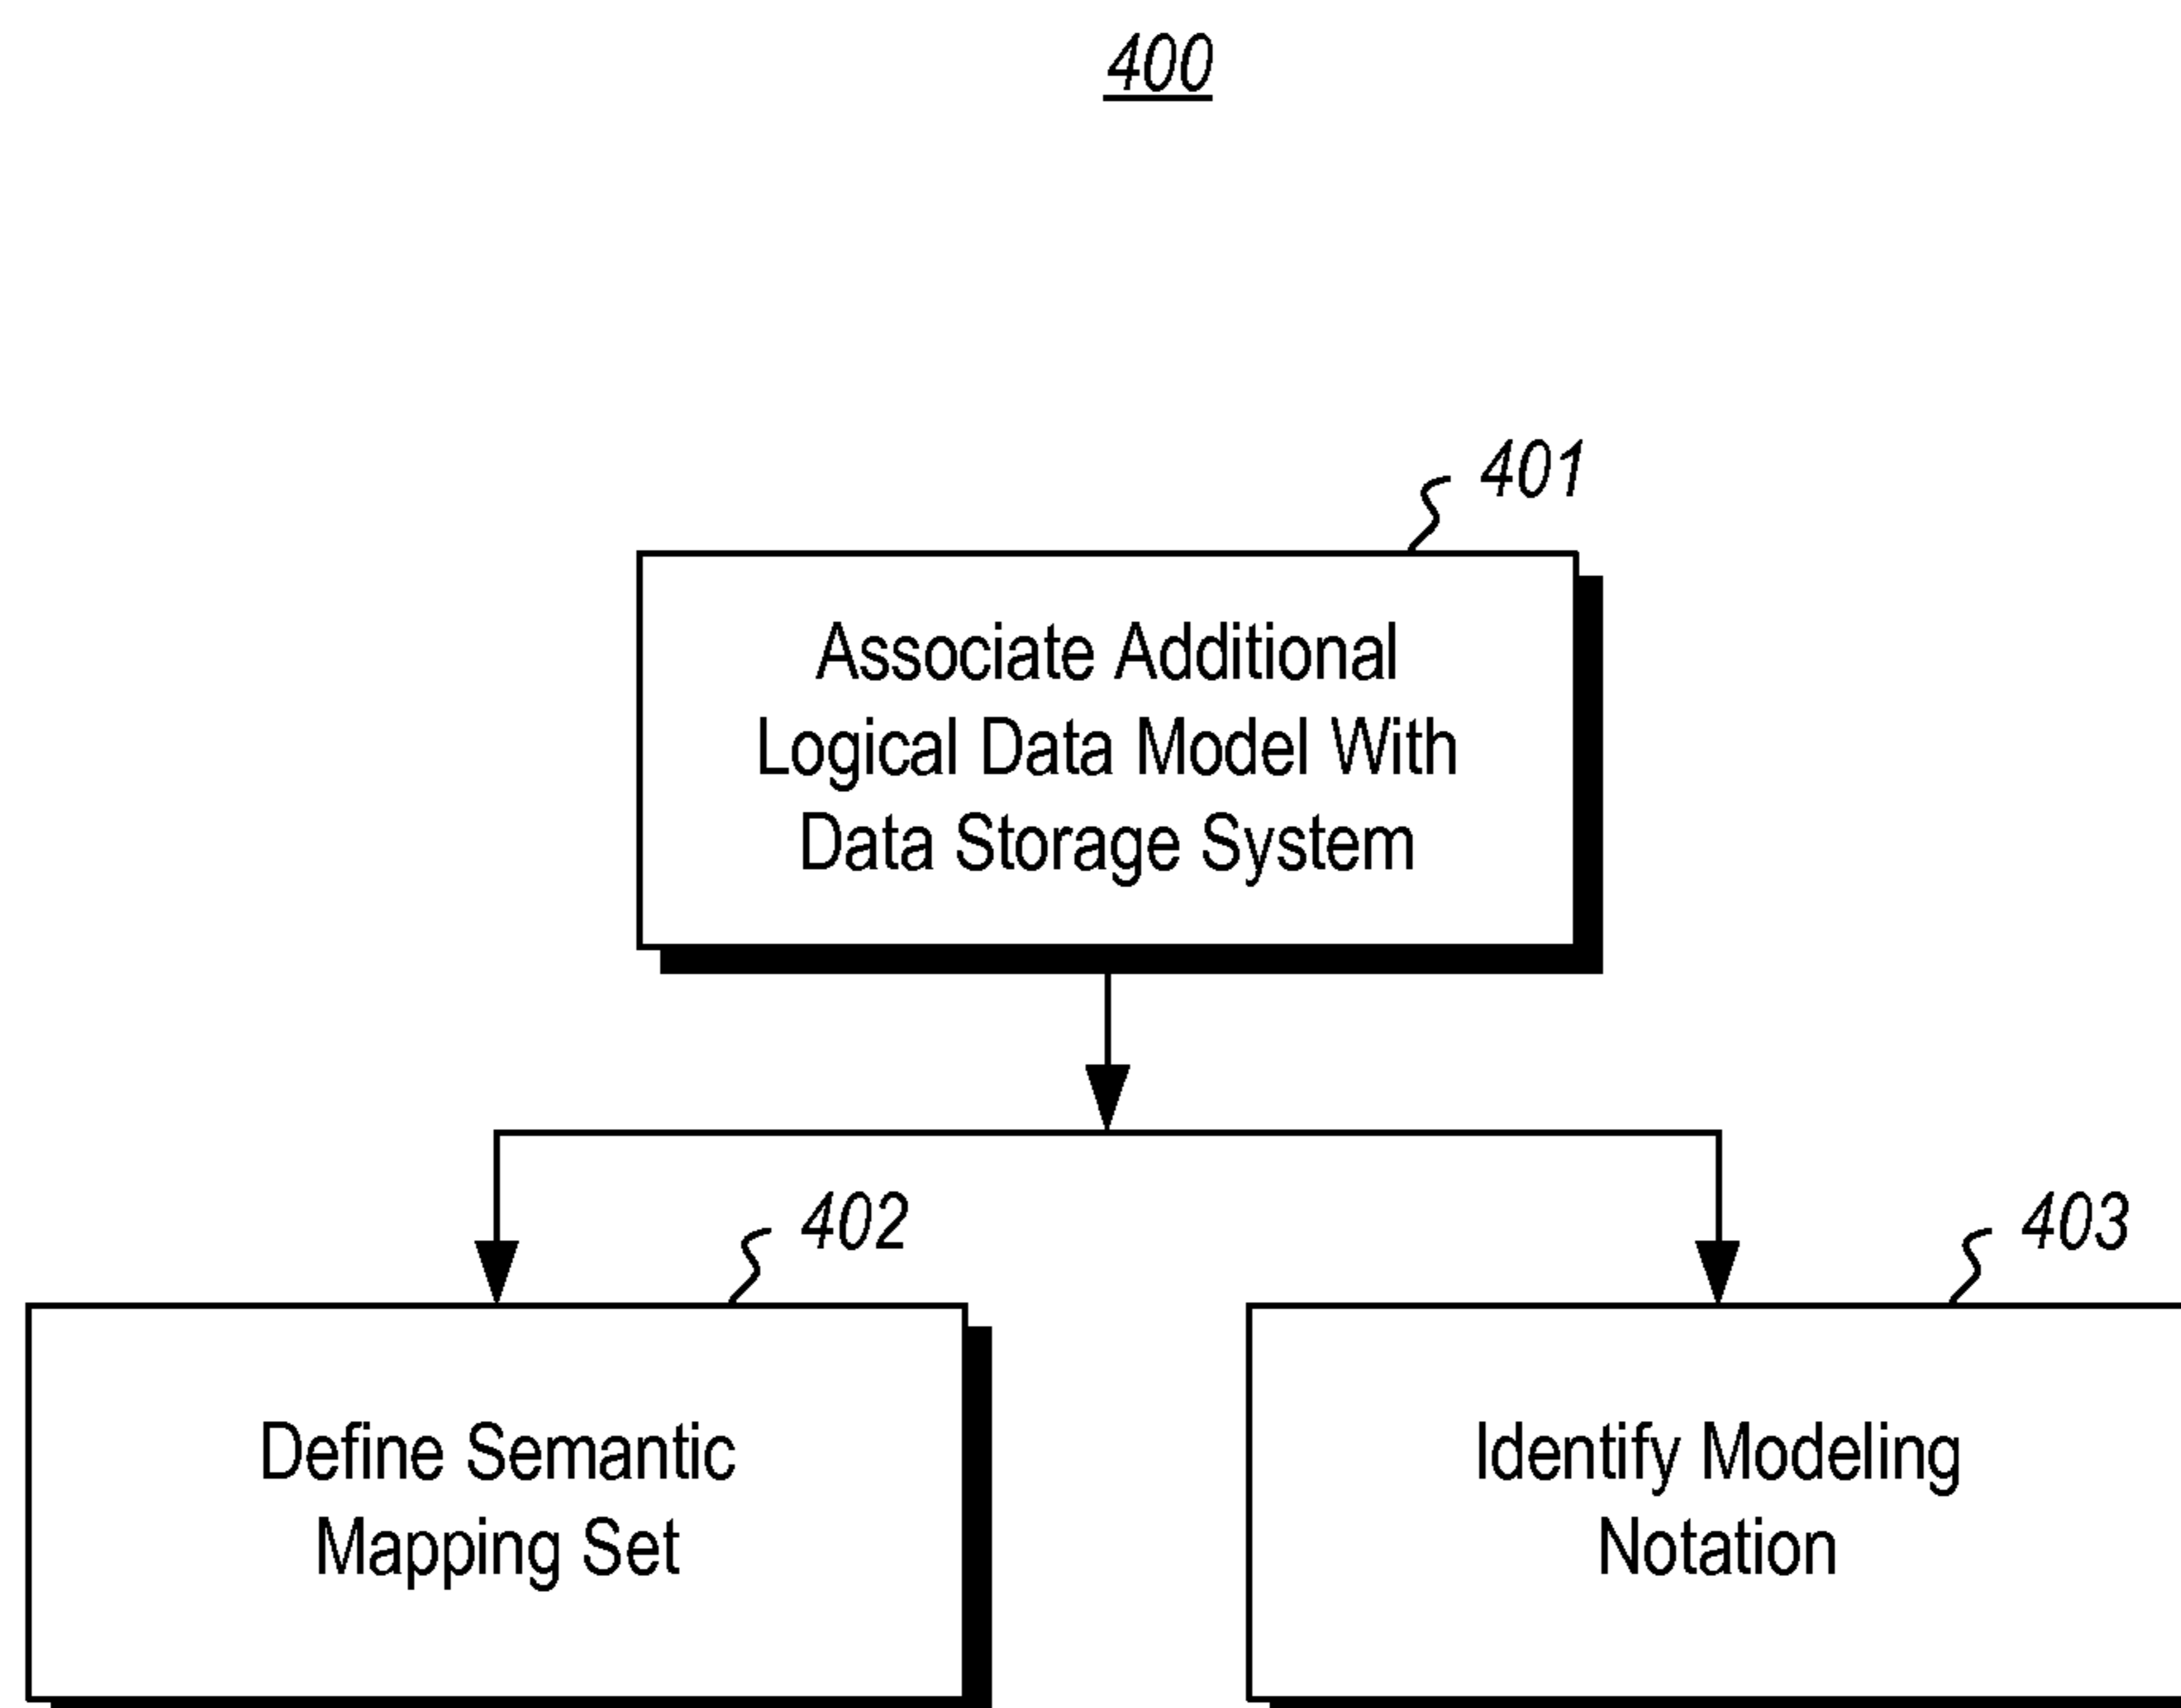 400
401
Associate Additional
Logical Data Model With
Data Storage System
402
Define Semantic
Mapping Set
403
Identify Modeling
Notation